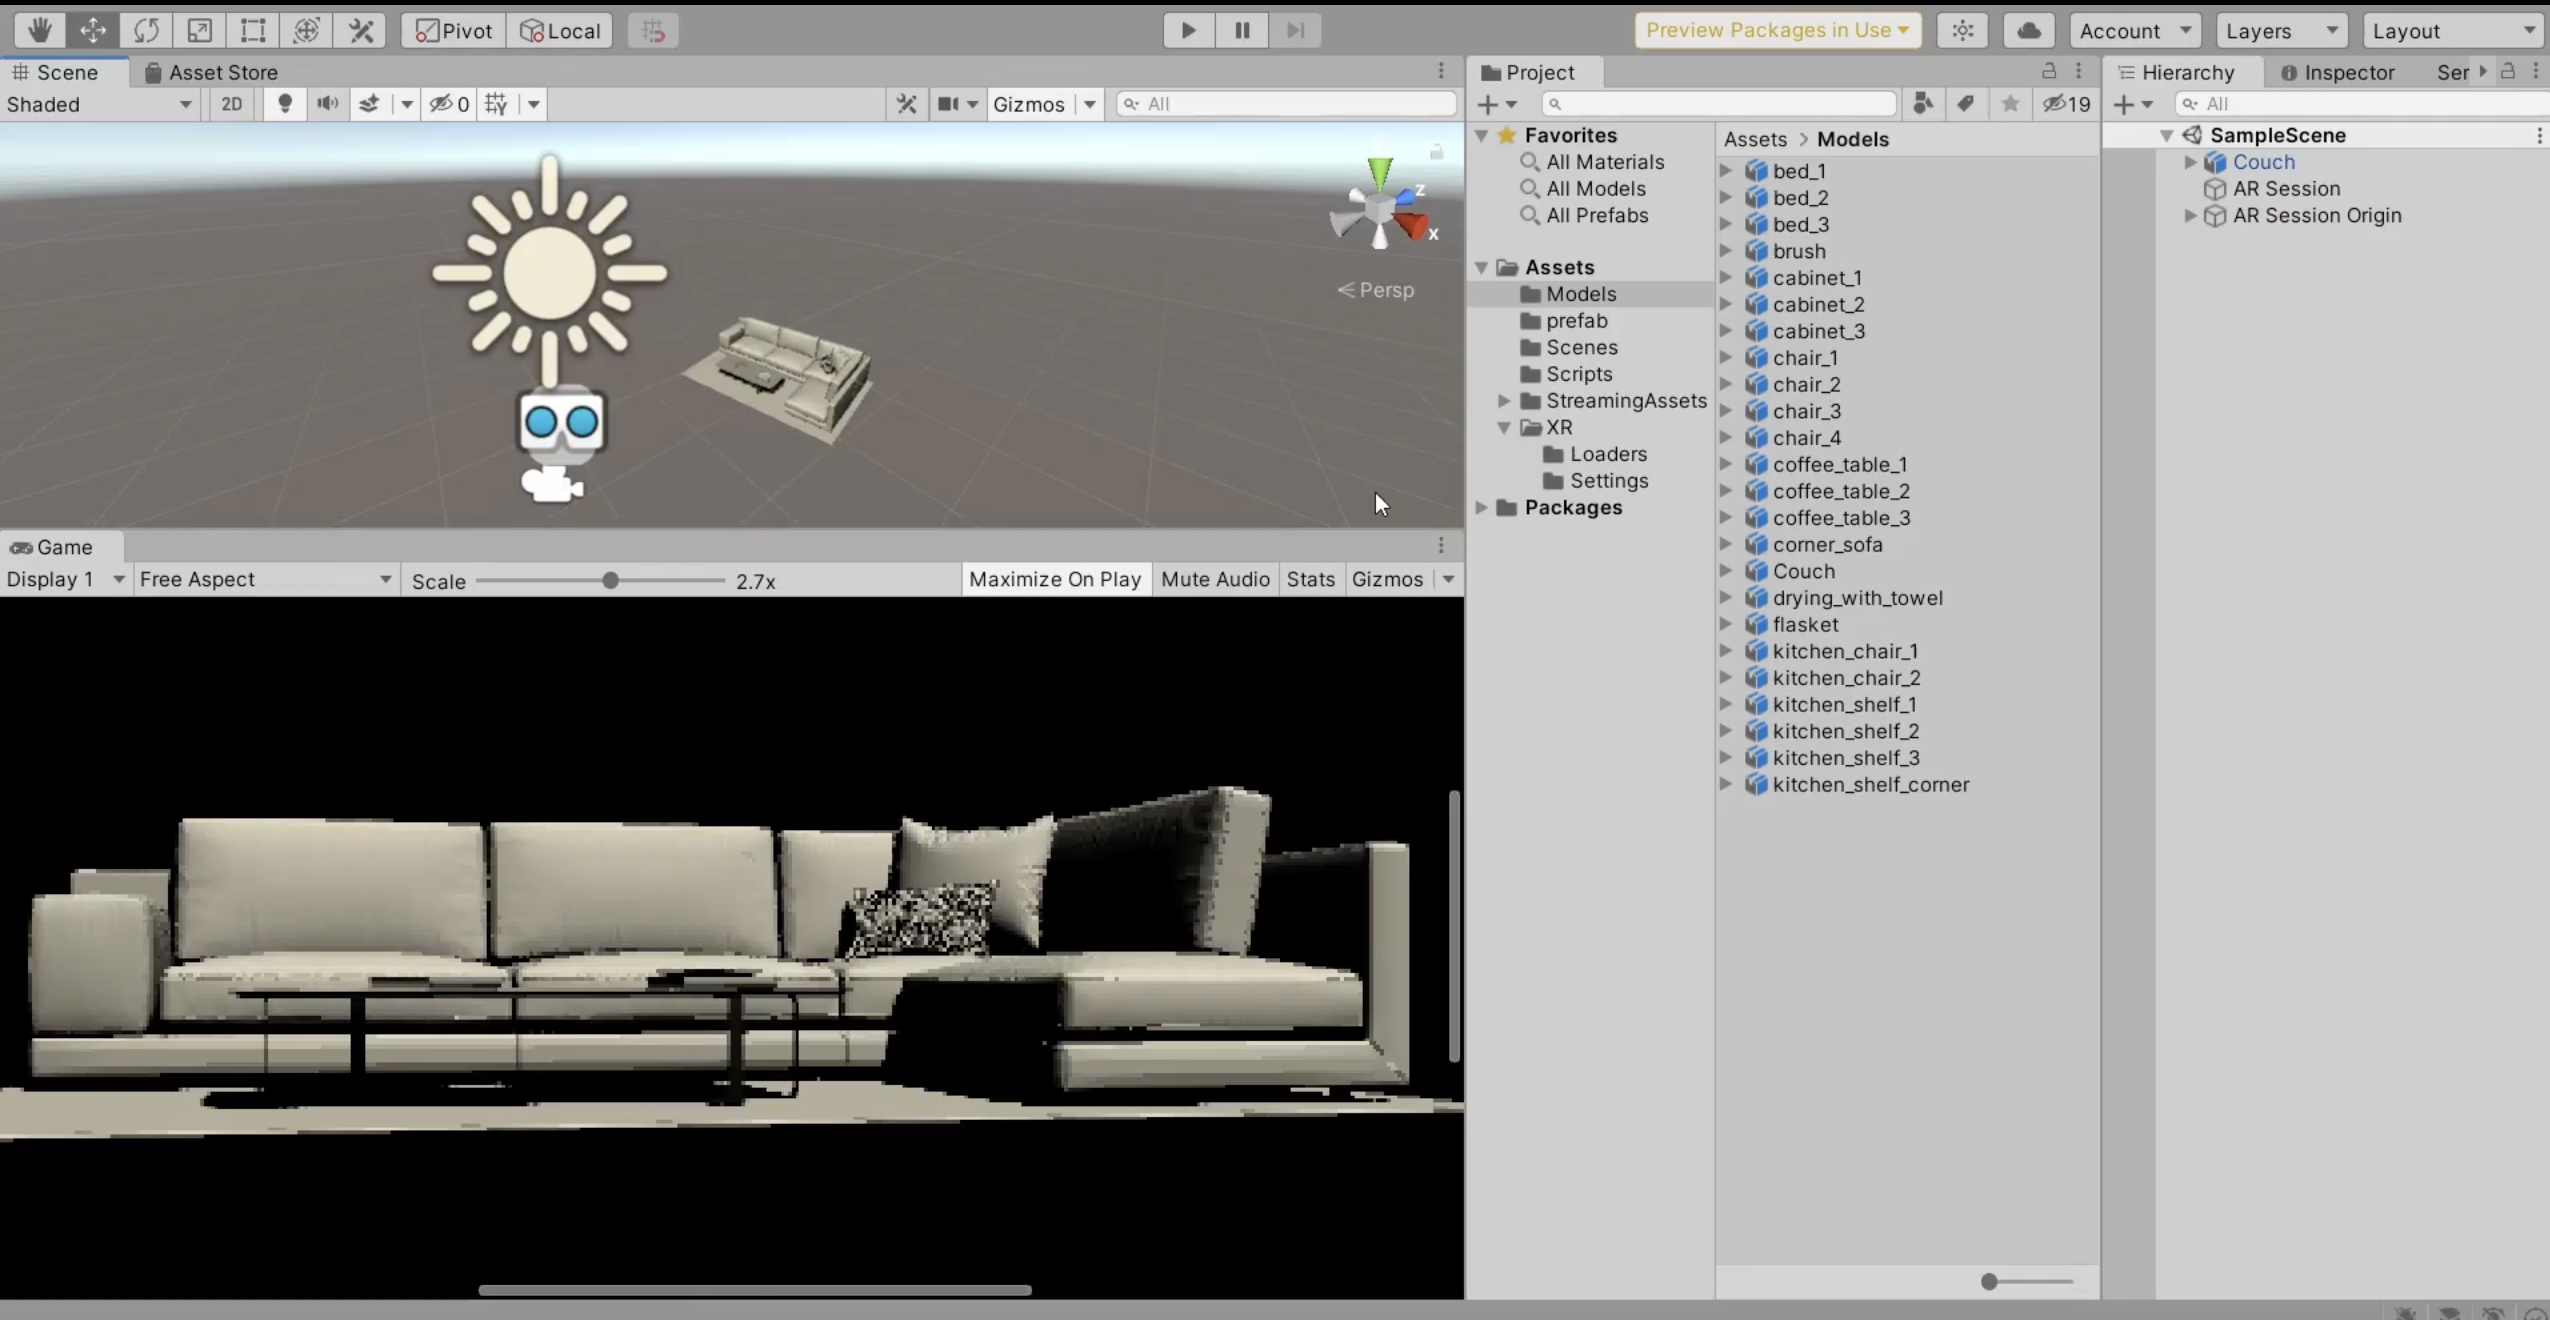 Pivot Local Preview Packages in Use Account Layers Layout
Scene Asset Store
Shaded 2D 0 Gizmos All
z
x
Persp
Game
Display 1 Free Aspect Scale 2.7x Maximize On Play Mute Audio Stats Gizmos
Project
19
Favorites
All Materials
All Models
All Prefabs
Assets
Models
prefab
Scenes
Scripts
StreamingAssets
XR
Loaders
Settings
Packages
Assets > Models
bed_1
bed_2
bed_3
brush
cabinet_1
cabinet_2
cabinet_3
chair_1
chair_2
chair_3
chair_4
coffee_table_1
coffee_table_2
coffee_table_3
corner_sofa
Couch
drying_with_towel
flasket
kitchen_chair_1
kitchen_chair_2
kitchen_shelf_1
kitchen_shelf_2
kitchen_shelf_3
kitchen_shelf_corner
Hierarchy Inspector Ser
All
SampleScene
Couch
AR Session
AR Session Origin